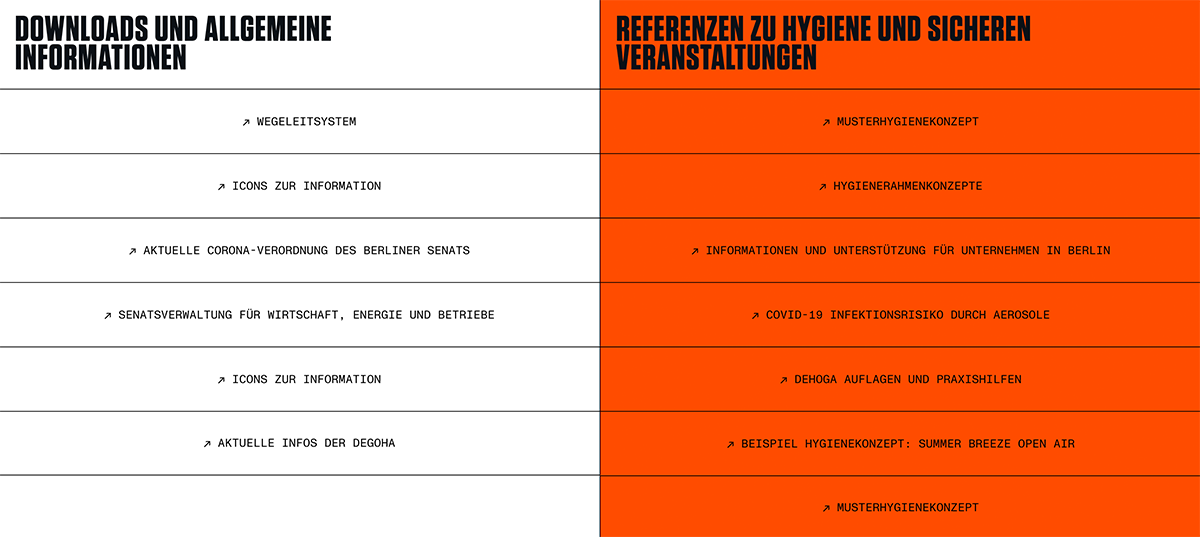 DOWNLOADS UND ALLGEMEINE
INFORMATIONEN
↗ WEGELEITSYSTEM
↗ ICONS ZUR INFORMATION
↗ AKTUELLE CORONA-VERORDNUNG DES BERLINER SENATS
↗ SENATSVERWALTUNG FÜR WIRTSCHAFT, ENERGIE UND BETRIEBE
↗ ICONS ZUR INFORMATION
↗ AKTUELLE INFOS DER DEGOHA
REFERENZEN ZU HYGIENE UND SICHEREN
VERANSTALTUNGEN
↗ MUSTERHYGIENEKONZEPT
↗ HYGIENERAHMENKONZEPTE
↗ INFORMATIONEN UND UNTERSTÜTZUNG FÜR UNTERNEHMEN IN BERLIN
↗ COVID-19 INFEKTIONSRISIKO DURCH AEROSOLE
↗ DEHOGA AUFLAGEN UND PRAXISHILFEN
↗ BEISPIEL HYGIENEKONZEPT: SUMMER BREEZE OPEN AIR
↗ MUSTERHYGIENEKONZEPT